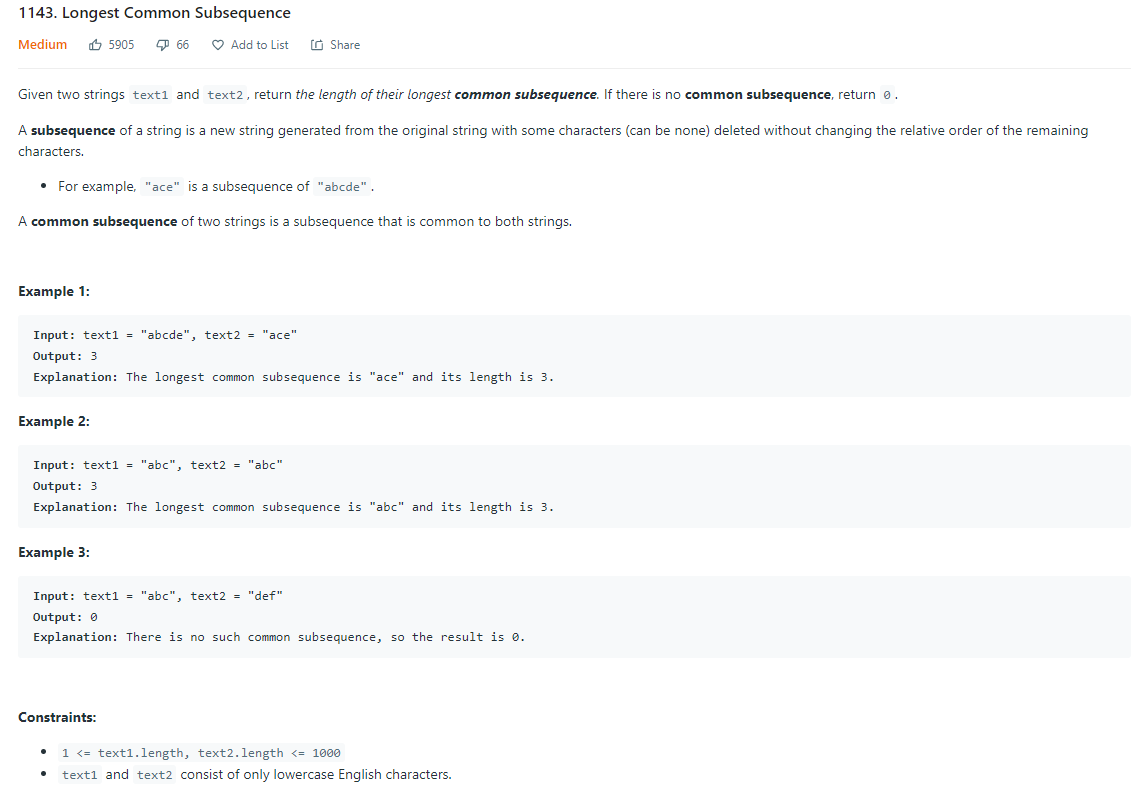 1143. Longest Common Subsequence
Medium 5905 66 Add to List Share
Given two strings text1 and text2, return the length of their longest common subsequence. If there is no common subsequence, return 0.
A subsequence of a string is a new string generated from the original string with some characters (can be none) deleted without changing the relative order of the remaining
characters.
• For example, "ace" is a subsequence of "abcde".
A common subsequence of two strings is a subsequence that is common to both strings.
Example 1:
Input: text1 = "abcde", text2 = "ace"
Output: 3
Explanation: The longest common subsequence is "ace" and its length is 3.
Example 2:
Input: text1 = "abc", text2 = "abc"
Output: 3
Explanation: The longest common subsequence is "abc" and its length is 3.
Example 3:
Input: text1 = "abc", text2 = "def"
Output: 0
Explanation: There is no such common subsequence, so the result is 0.
Constraints:
• 1 <= text1.length, text2.length <= 1000
• text1 and text2 consist of only lowercase English characters.